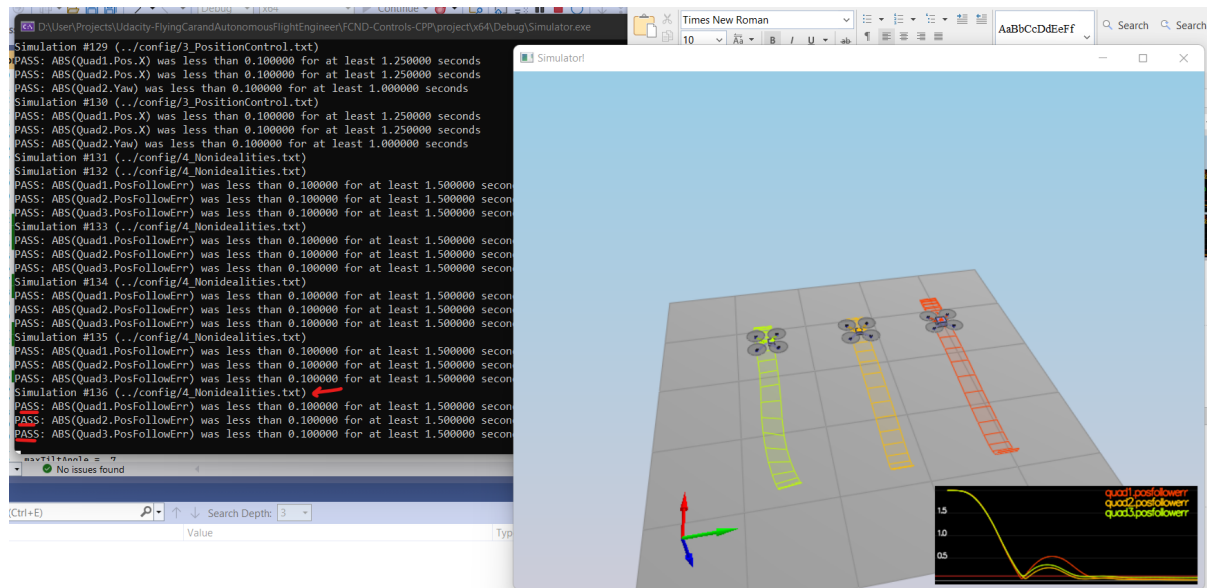 Debug
x64
Continue
D:\User\Projects\Udacity-FlyingCarandAutonomousFlightEngineer\FCND-Controls-CPP\project\x64\Debug\Simulator.exe
Simulation #129 (../config/3_PositionControl.txt)
PASS: ABS(Quad1.Pos.X) was less than 0.100000 for at least 1.250000 seconds
PASS: ABS(Quad2.Pos.X) was less than 0.100000 for at least 1.250000 seconds
PASS: ABS(Quad2.Yaw) was less than 0.100000 for at least 1.000000 seconds
Simulation #130 (../config/3_PositionControl.txt)
PASS: ABS(Quad1.Pos.X) was less than 0.100000 for at least 1.250000 seconds
PASS: ABS(Quad2.Pos.X) was less than 0.100000 for at least 1.250000 seconds
PASS: ABS(Quad2.Yaw) was less than 0.100000 for at least 1.000000 seconds
Simulation #131 (../config/4_Nonidealities.txt)
Simulation #132 (../config/4_Nonidealities.txt)
PASS: ABS(Quad1.PosFollowErr) was less than 0.100000 for at least 1.500000 secon
PASS: ABS(Quad2.PosFollowErr) was less than 0.100000 for at least 1.500000 secon
PASS: ABS(Quad3.PosFollowErr) was less than 0.100000 for at least 1.500000 secon
Simulation #133 (../config/4_Nonidealities.txt)
PASS: ABS(Quad1.PosFollowErr) was less than 0.100000 for at least 1.500000 secon
PASS: ABS(Quad2.PosFollowErr) was less than 0.100000 for at least 1.500000 secon
PASS: ABS(Quad3.PosFollowErr) was less than 0.100000 for at least 1.500000 secon
Simulation #134 (../config/4_Nonidealities.txt)
PASS: ABS(Quad1.PosFollowErr) was less than 0.100000 for at least 1.500000 secon
PASS: ABS(Quad2.PosFollowErr) was less than 0.100000 for at least 1.500000 secon
PASS: ABS(Quad3.PosFollowErr) was less than 0.100000 for at least 1.500000 secon
Simulation #135 (../config/4_Nonidealities.txt)
PASS: ABS(Quad1.PosFollowErr) was less than 0.100000 for at least 1.500000 secon
PASS: ABS(Quad2.PosFollowErr) was less than 0.100000 for at least 1.500000 secon
PASS: ABS(Quad3.PosFollowErr) was less than 0.100000 for at least 1.500000 secon
Simulation #136 (../config/4_Nonidealities.txt)
PASS: ABS(Quad1.PosFollowErr) was less than 0.100000 for at least 1.500000 secon
PASS: ABS(Quad2.PosFollowErr) was less than 0.100000 for at least 1.500000 secon
PASS: ABS(Quad3.PosFollowErr) was less than 0.100000 for at least 1.500000 secon
maxTiltAngle = .7
No issues found
Ctrl+E)
Search Depth: 3
Value
Typ
Times New Roman
10
B I U ab
AaBbCcDdEeFf
Search
Search
Simulator!
quad1.posfollowerr
quad2.posfollowerr
quad3.posfollowerr
1.5
1.0
0.5